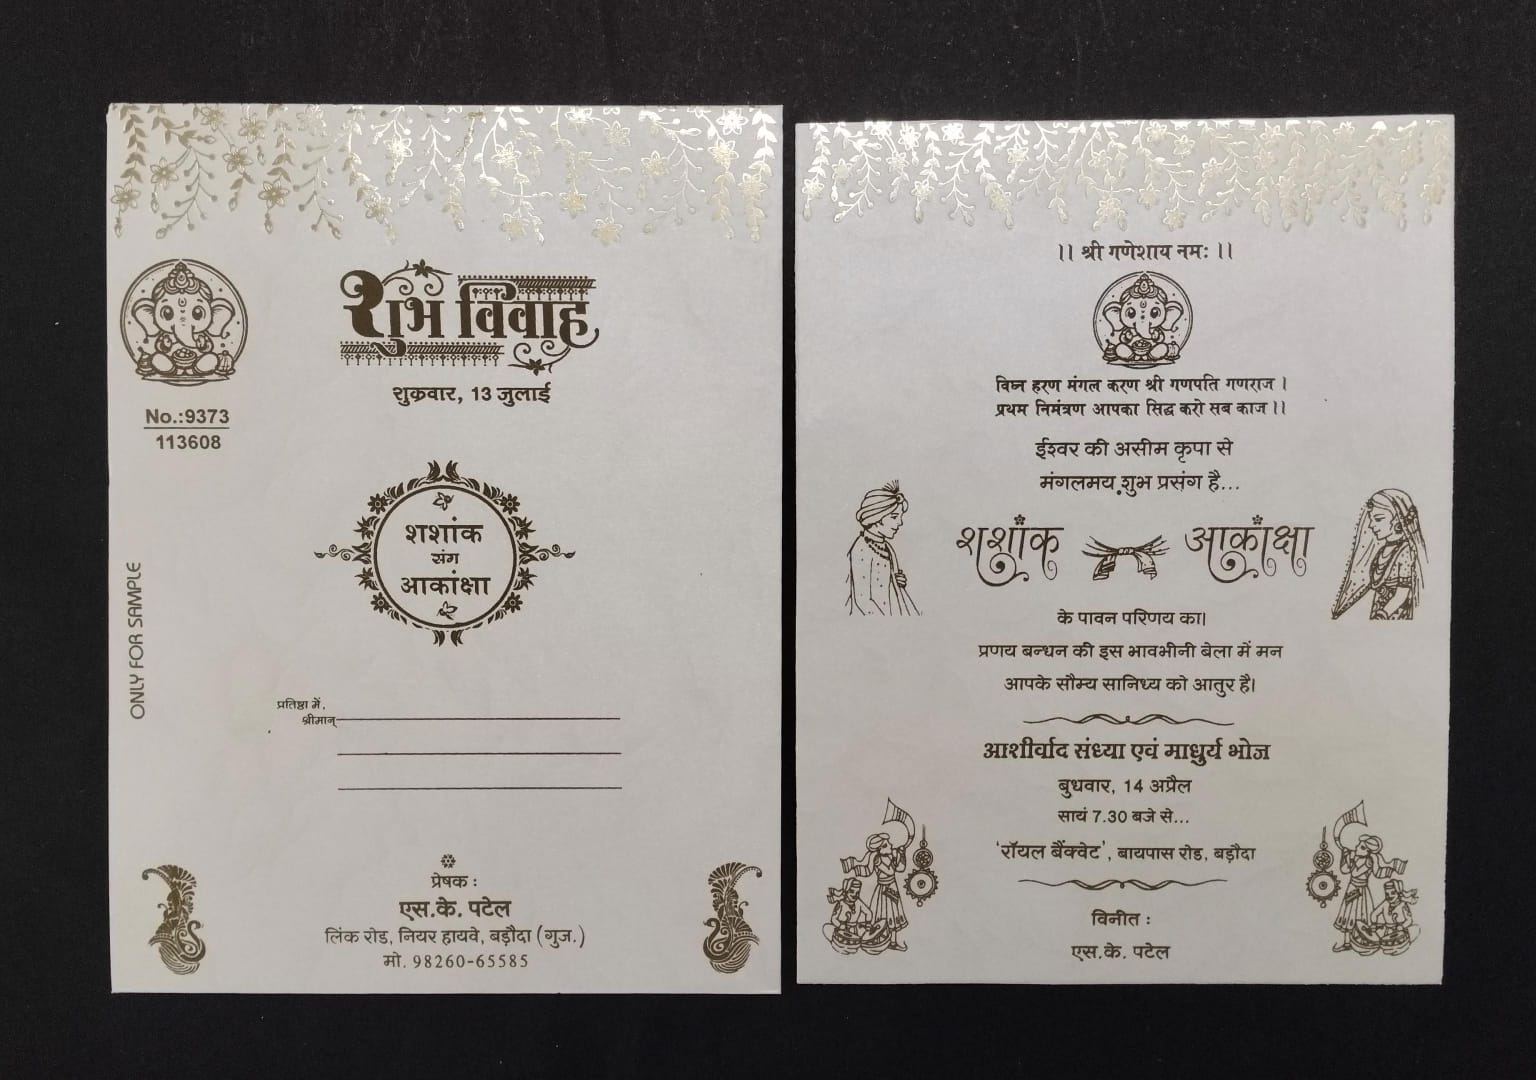 शुभ विवाह
शुक्रवार, 13 जुलाई
No.:9373
113608
शशांक
संग
आकांक्षा
ONLY FOR SAMPLE
प्रतिष्ठा में,
श्रीमान्
प्रेषक :
एस.के. पटेल
लिंक रोड, नियर हायवे, बड़ौदा (गुज.)
मो. 98260-65585
।। श्री गणेशाय नमः ।।
विघ्न हरण मंगल करण श्री गणपति गणराज ।
प्रथम निमंत्रण आपका सिद्ध करो सब काज ।।
ईश्वर की असीम कृपा से
मंगलमय शुभ प्रसंग है...
शशांक आकांक्षा
के पावन परिणय का।
प्रणय बन्धन की इस भावभीनी बेला में मन
आपके सौम्य सानिध्य को आतुर है।
आशीर्वाद संध्या एवं माधुर्य भोज
बुधवार, 14 अप्रैल
सायं 7.30 बजे से...
'रॉयल बैंक्वेट', बायपास रोड, बड़ौदा
विनीत :
एस.के. पटेल